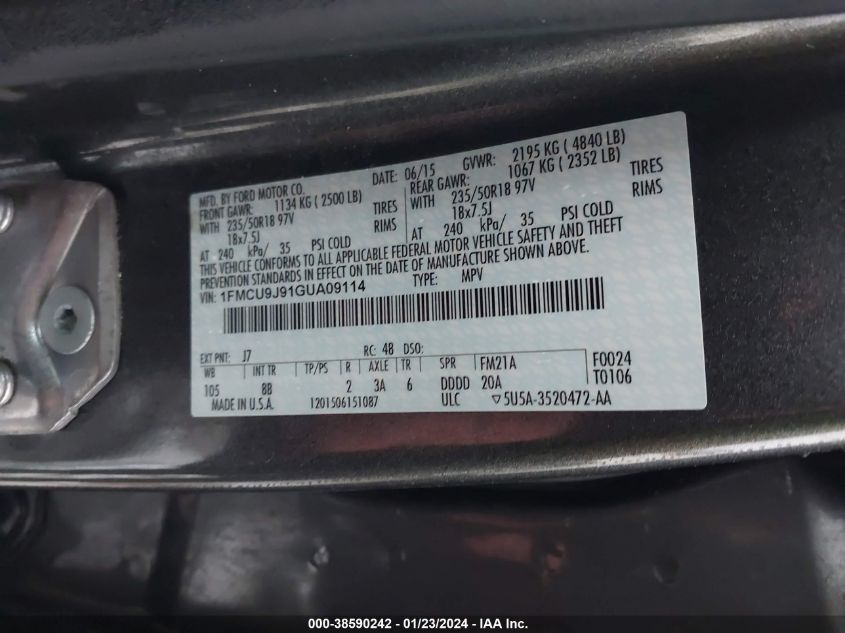 MFD. BY FORD MOTOR CO. DATE: 06/15 GVWR: 2195 KG ( 4840 LB)
FRONT GAWR: 1134 KG ( 2500 LB) REAR GAWR: 1067 KG ( 2352 LB)
WITH 235/50R18 97V TIRES WITH 235/50R18 97V TIRES
18x7.5J RIMS 18x7.5J RIMS
AT 240 kPa/ 35 PSI COLD AT 240 kPa/ 35 PSI COLD
THIS VEHICLE CONFORMS TO ALL APPLICABLE FEDERAL MOTOR VEHICLE SAFETY AND THEFT
PREVENTION STANDARDS IN EFFECT ON THE DATE OF MANUFACTURE SHOWN ABOVE.
VIN: 1FMCU9J91GUA09114 TYPE: MPV
EXT PNT: J7 RC: 48 DSO: F0024
WB INT TR TP/PS R AXLE TR SPR FM21A T0106
105 8B 2 3A 6 DDDD 20A
MADE IN U.S.A. 1201506151087 ULC ▽5U5A-3520472-AA
000-38590242 - 01/23/2024 - IAA Inc.